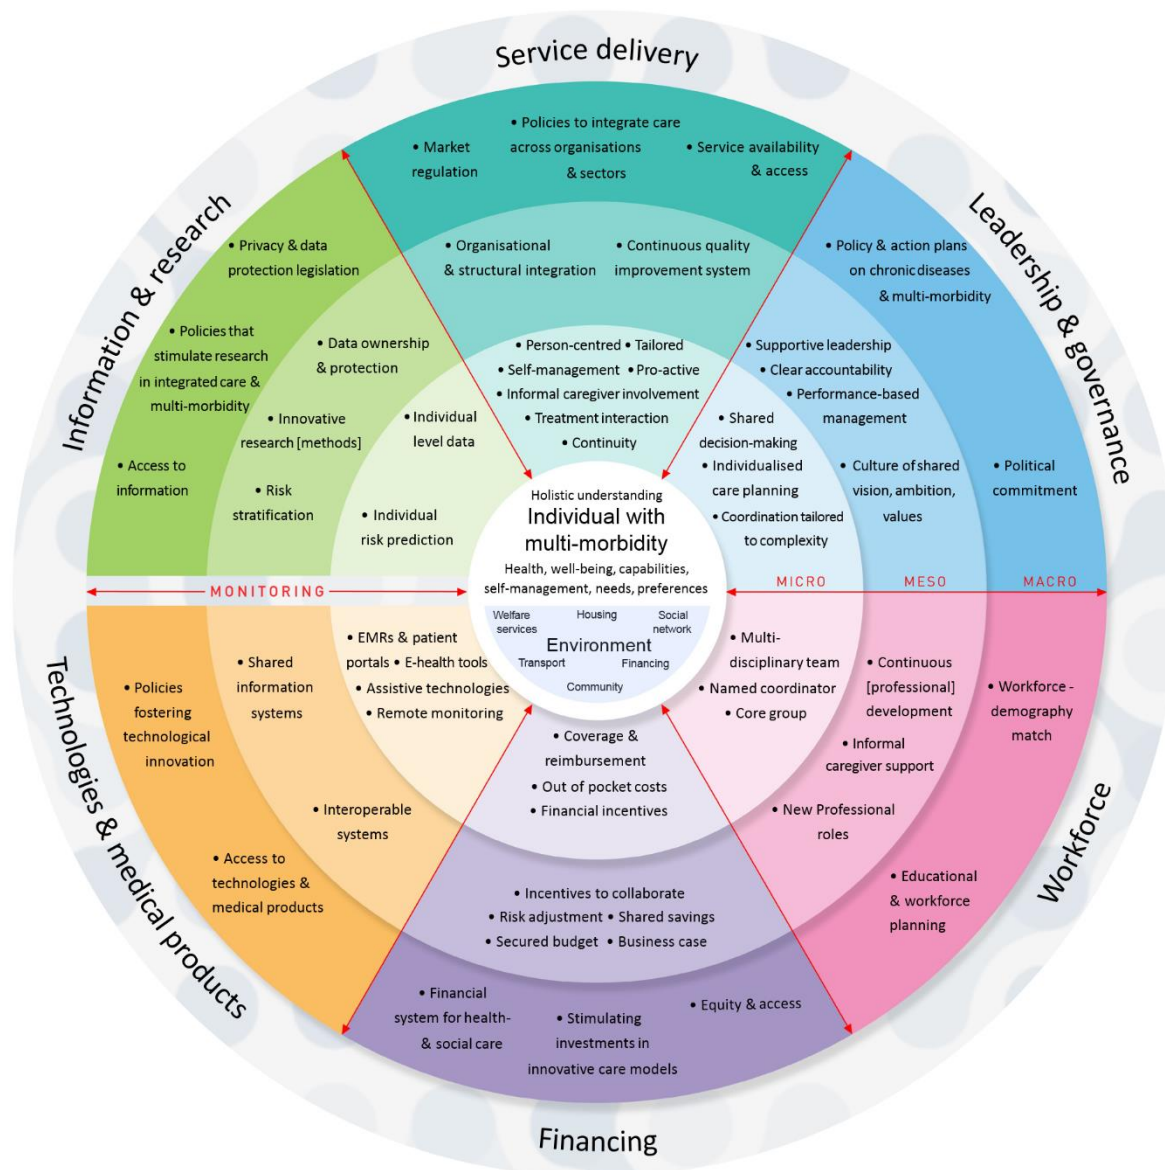 Service delivery
• Policies to integrate care
across organisations
& sectors
• Market
regulation
• Service availability
& access
• Organisational
& structural integration
• Continuous quality
improvement system
• Person-centred • Tailored
• Self-management • Pro-active
• Informal caregiver involvement
• Treatment interaction
• Continuity
Leadership & governance
• Policy & action plans
on chronic diseases
& multi-morbidity
• Political
commitment
• Supportive leadership
• Clear accountability
• Performance-based
management
• Culture of shared
vision, ambition,
values
• Shared
decision-making
• Individualised
care planning
• Coordination tailored
to complexity
MICRO
MESO
MACRO
Workforce
• Multi-
disciplinary team
• Named coordinator
• Core group
• Continuous
[professional]
development
• Informal
caregiver support
• New Professional
roles
• Workforce -
demography
match
• Educational
& workforce
planning
Financing
• Coverage &
reimbursement
• Out of pocket costs
• Financial incentives
• Incentives to collaborate
• Risk adjustment • Shared savings
• Secured budget • Business case
• Financial
system for health-
& social care
• Stimulating
investments in
innovative care models
• Equity & access
Technologies & medical products
• EMRs & patient
portals • E-health tools
• Assistive technologies
• Remote monitoring
• Shared
information
systems
• Interoperable
systems
• Policies
fostering
technological
innovation
• Access to
technologies &
medical products
MONITORING
Information & research
• Privacy & data
protection legislation
• Policies that
stimulate research
in integrated care &
multi-morbidity
• Access to
information
• Data ownership
& protection
• Innovative
research [methods]
• Risk
stratification
• Individual
level data
• Individual
risk prediction
Holistic understanding
Individual with
multi-morbidity
Health, well-being, capabilities,
self-management, needs, preferences
Welfare
services
Housing
Social
network
Environment
Transport
Financing
Community